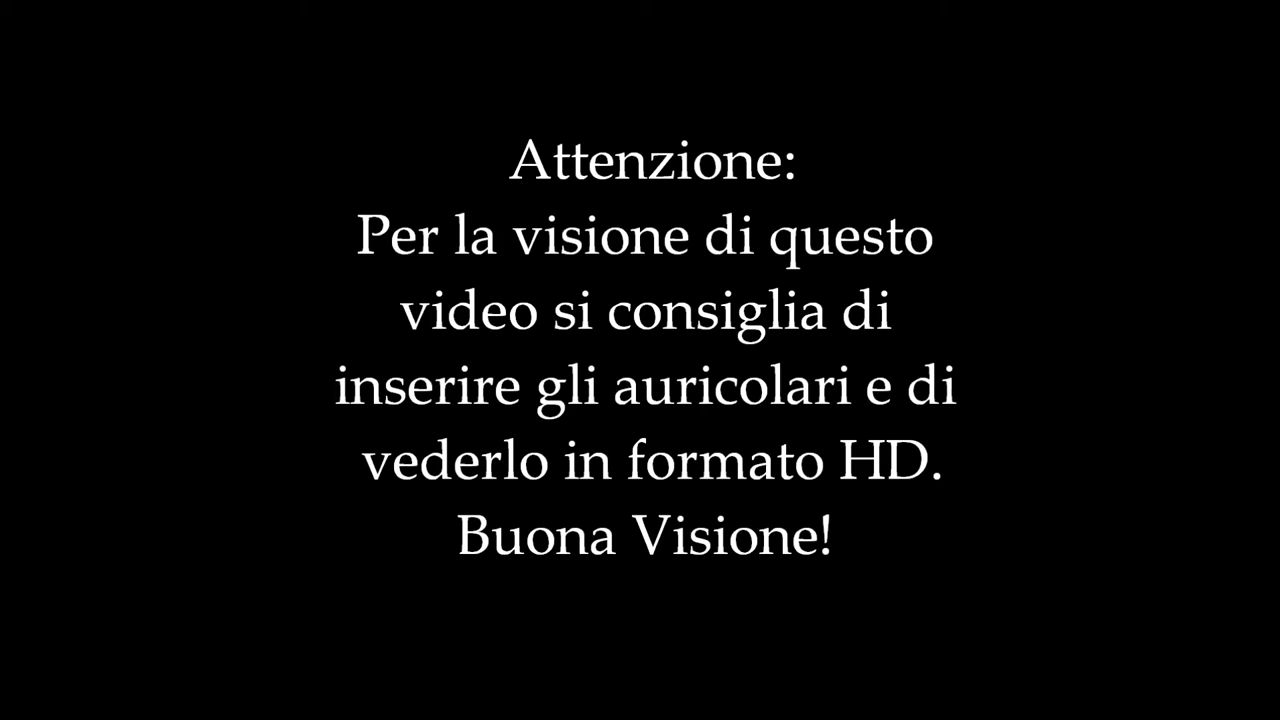 Attenzione:
Per la visione di questo
video si consiglia di
inserire gli auricolari e di
vederlo in formato HD.
Buona Visione!